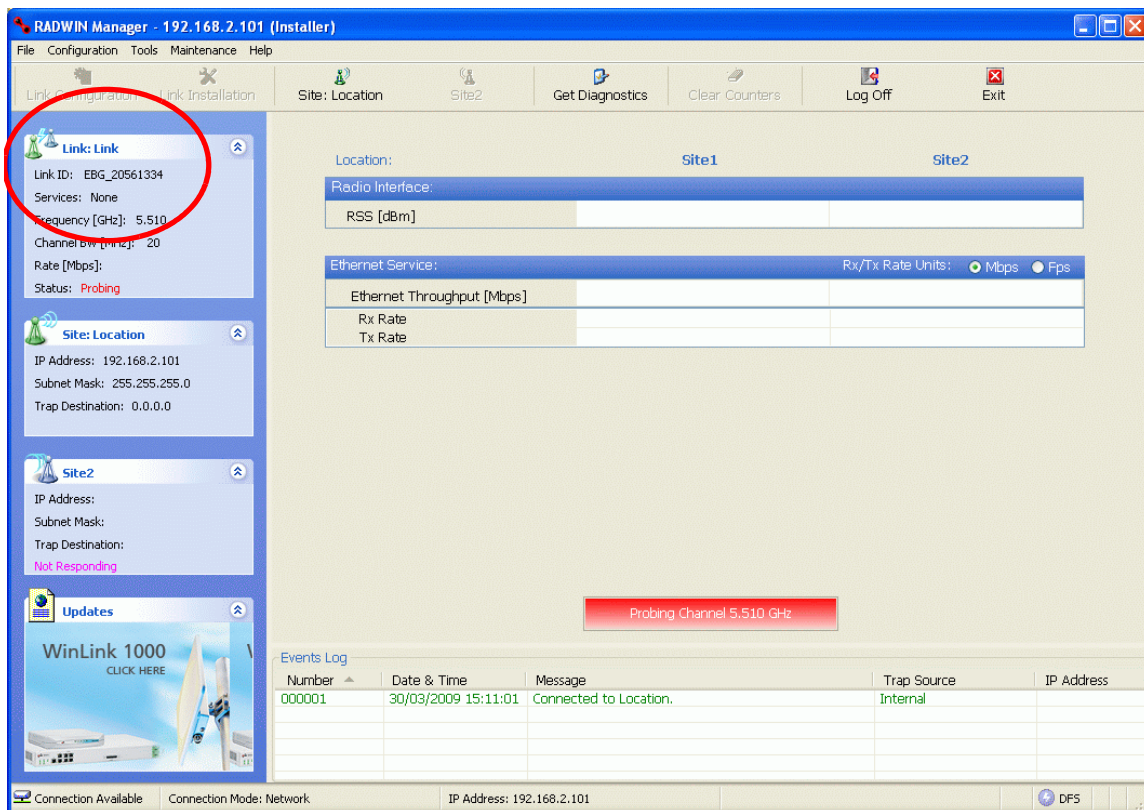 RADWIN Manager - 192.168.2.101 (Installer)
File Configuration Tools Maintenance Help
Link Configuration Link Installation Site: Location Site2 Get Diagnostics Clear Counters Log Off Exit
Link: Link
Link ID: EBG_20561334
Services: None
Frequency [GHz]: 5.510
Channel BW [MHz]: 20
Rate [Mbps]:
Status: Probing
Site: Location
IP Address: 192.168.2.101
Subnet Mask: 255.255.255.0
Trap Destination: 0.0.0.0
Site2
IP Address:
Subnet Mask:
Trap Destination:
Not Responding
Updates
WinLink 1000
CLICK HERE
Location: Site1 Site2
Radio Interface:
RSS [dBm]
Ethernet Service: Rx/Tx Rate Units: Mbps Fps
Ethernet Throughput [Mbps]
Rx Rate
Tx Rate
Probing Channel 5.510 GHz
Events Log
Number Date & Time Message Trap Source IP Address
000001 30/03/2009 15:11:01 Connected to Location. Internal
Connection Available Connection Mode: Network IP Address: 192.168.2.101 DFS